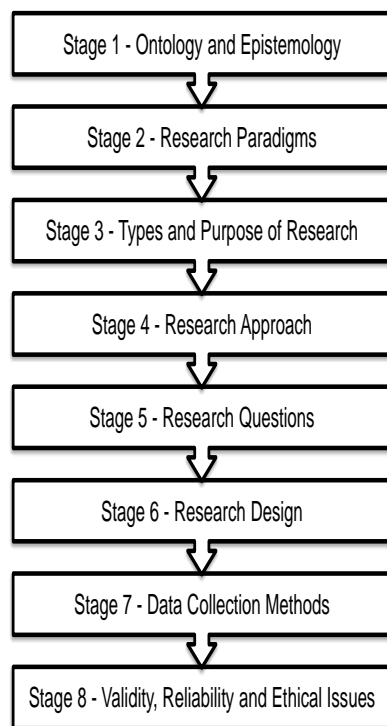 Stage 1 - Ontology and Epistemology
Stage 2 - Research Paradigms
Stage 3 - Types and Purpose of Research
Stage 4 - Research Approach
Stage 5 - Research Questions
Stage 6 - Research Design
Stage 7 - Data Collection Methods
Stage 8 - Validity, Reliability and Ethical Issues